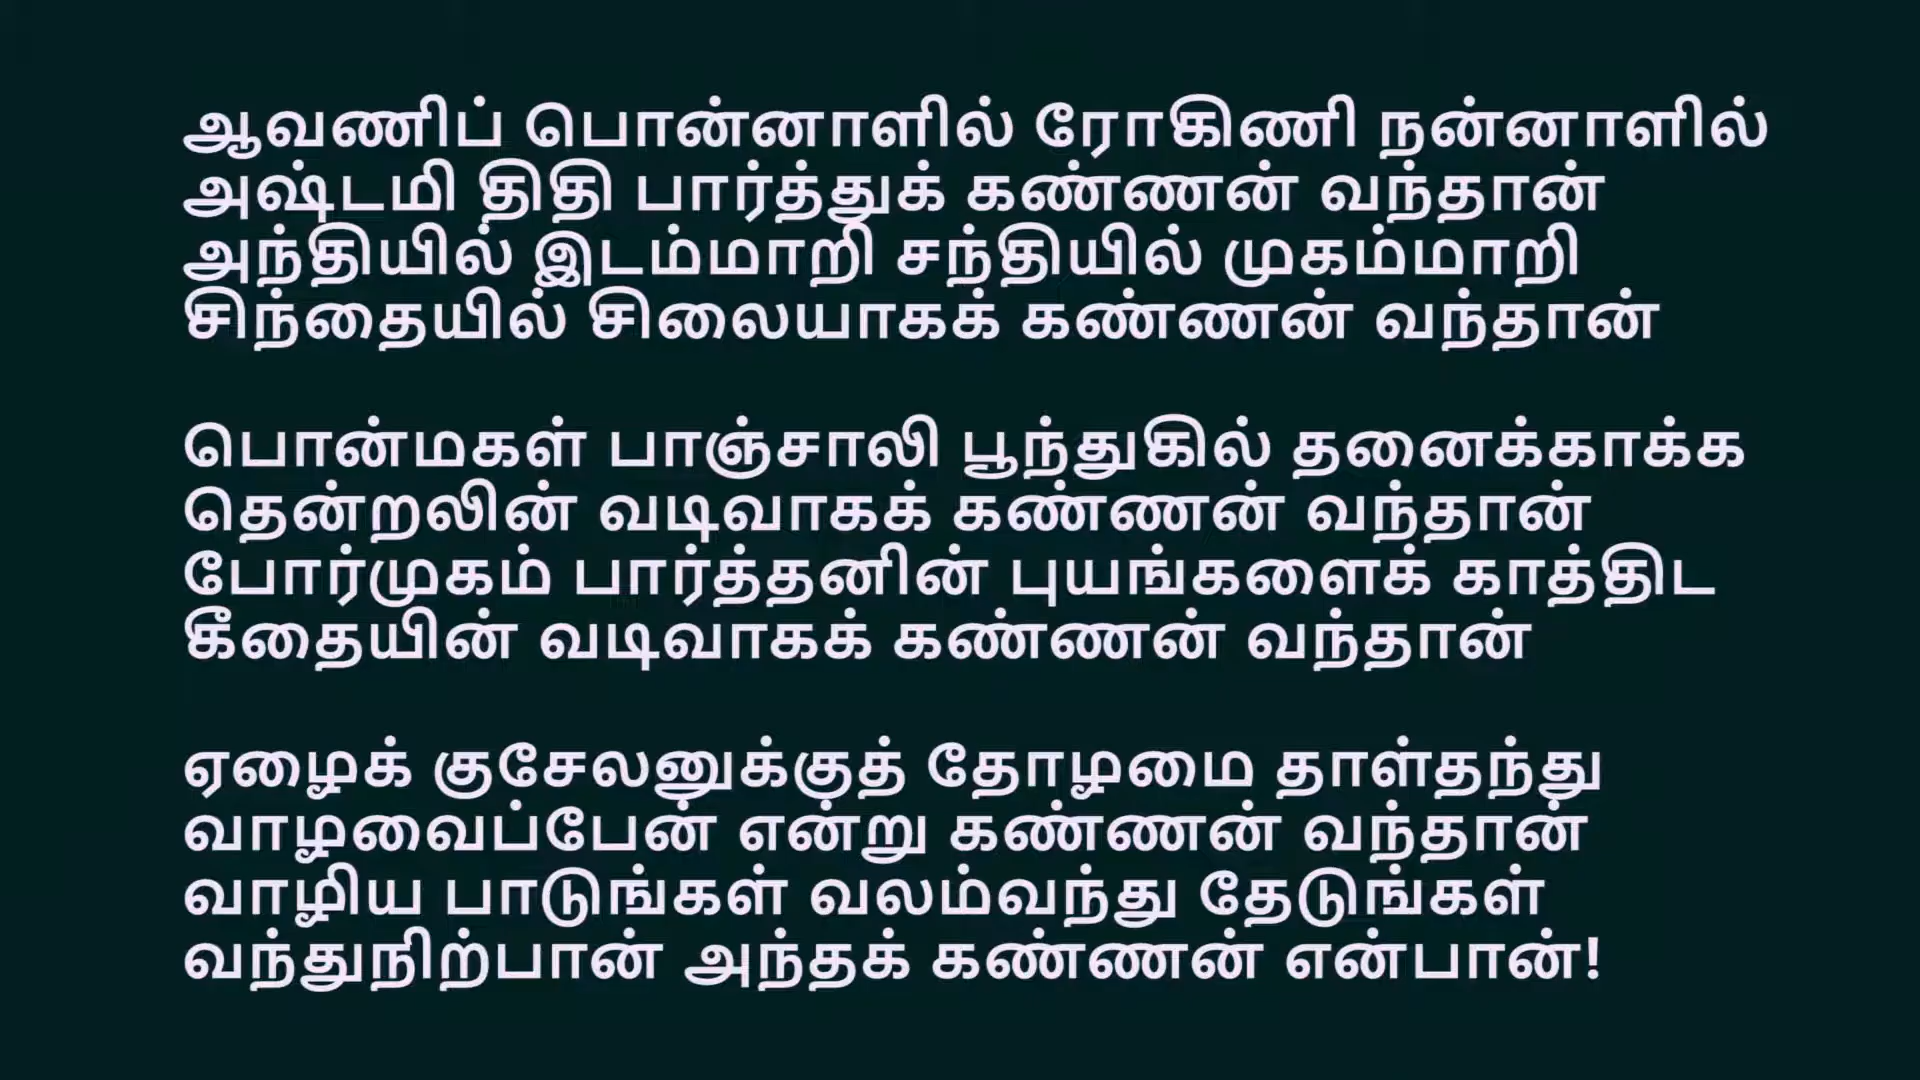 ஆவணிப் பொன்னாளில் ரோகிணி நன்னாளில்
அஷ்டமி திதி பார்த்துக் கண்ணன் வந்தான்
அந்தியில் இடம்மாறி சந்தியில் முகம்மாறி
சிந்தையில் சிலையாகக் கண்ணன் வந்தான்
பொன்மகள் பாஞ்சாலி பூந்துகில் தனைக்காக்க
தென்றலின் வடிவாகக் கண்ணன் வந்தான்
போர்முகம் பார்த்தனின் புயங்களைக் காத்திட
கீதையின் வடிவாகக் கண்ணன் வந்தான்
ஏழைக் குசேலனுக்குத் தோழமை தாள்தந்து
வாழவைப்பேன் என்று கண்ணன் வந்தான்
வாழிய பாடுங்கள் வலம்வந்து தேடுங்கள்
வந்துநிற்பான் அந்தக் கண்ணன் என்பான்!